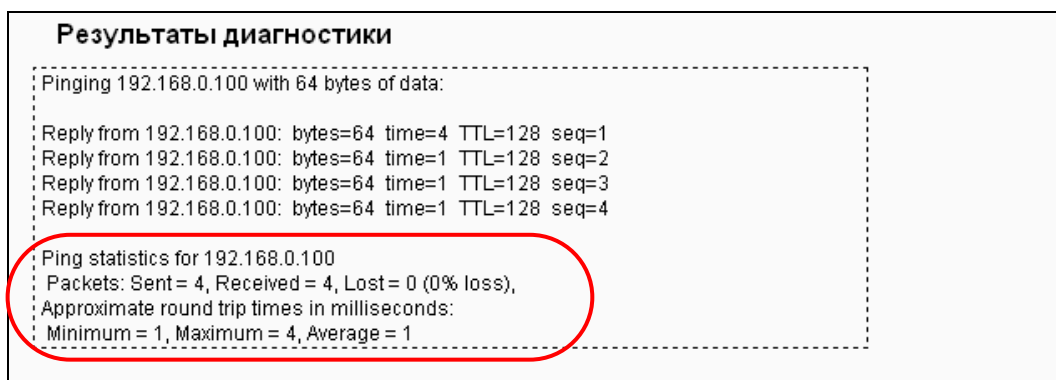 Результаты диагностики
Pinging 192.168.0.100 with 64 bytes of data:
Reply from 192.168.0.100: bytes=64 time=4 TTL=128 seq=1
Reply from 192.168.0.100: bytes=64 time=1 TTL=128 seq=2
Reply from 192.168.0.100: bytes=64 time=1 TTL=128 seq=3
Reply from 192.168.0.100: bytes=64 time=1 TTL=128 seq=4
Ping statistics for 192.168.0.100
Packets: Sent = 4, Received = 4, Lost = 0 (0% loss),
Approximate round trip times in milliseconds:
Minimum = 1, Maximum = 4, Average = 1